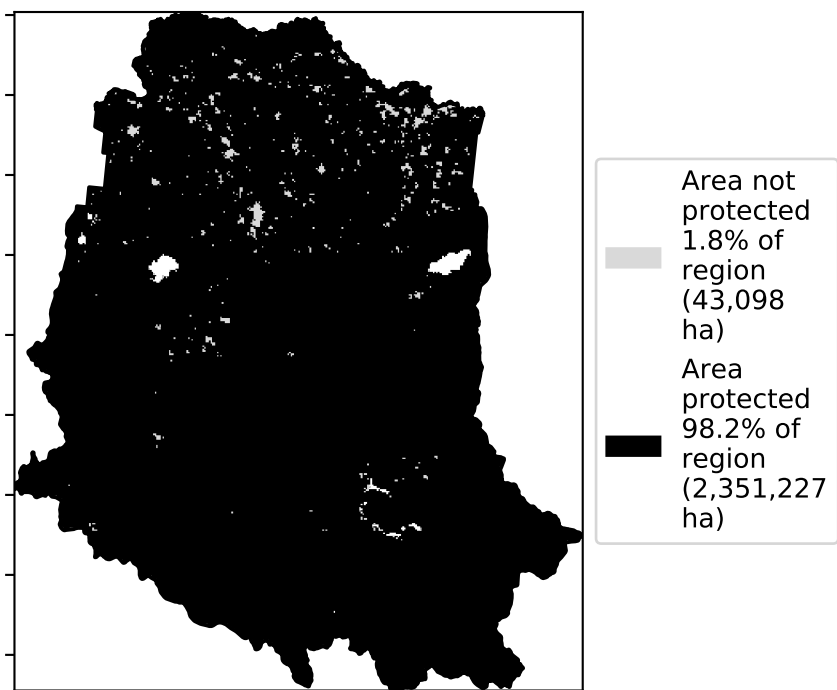 Area not
protected
1.8% of
region
(43,098
ha)
Area
protected
98.2% of
region
(2,351,227
ha)